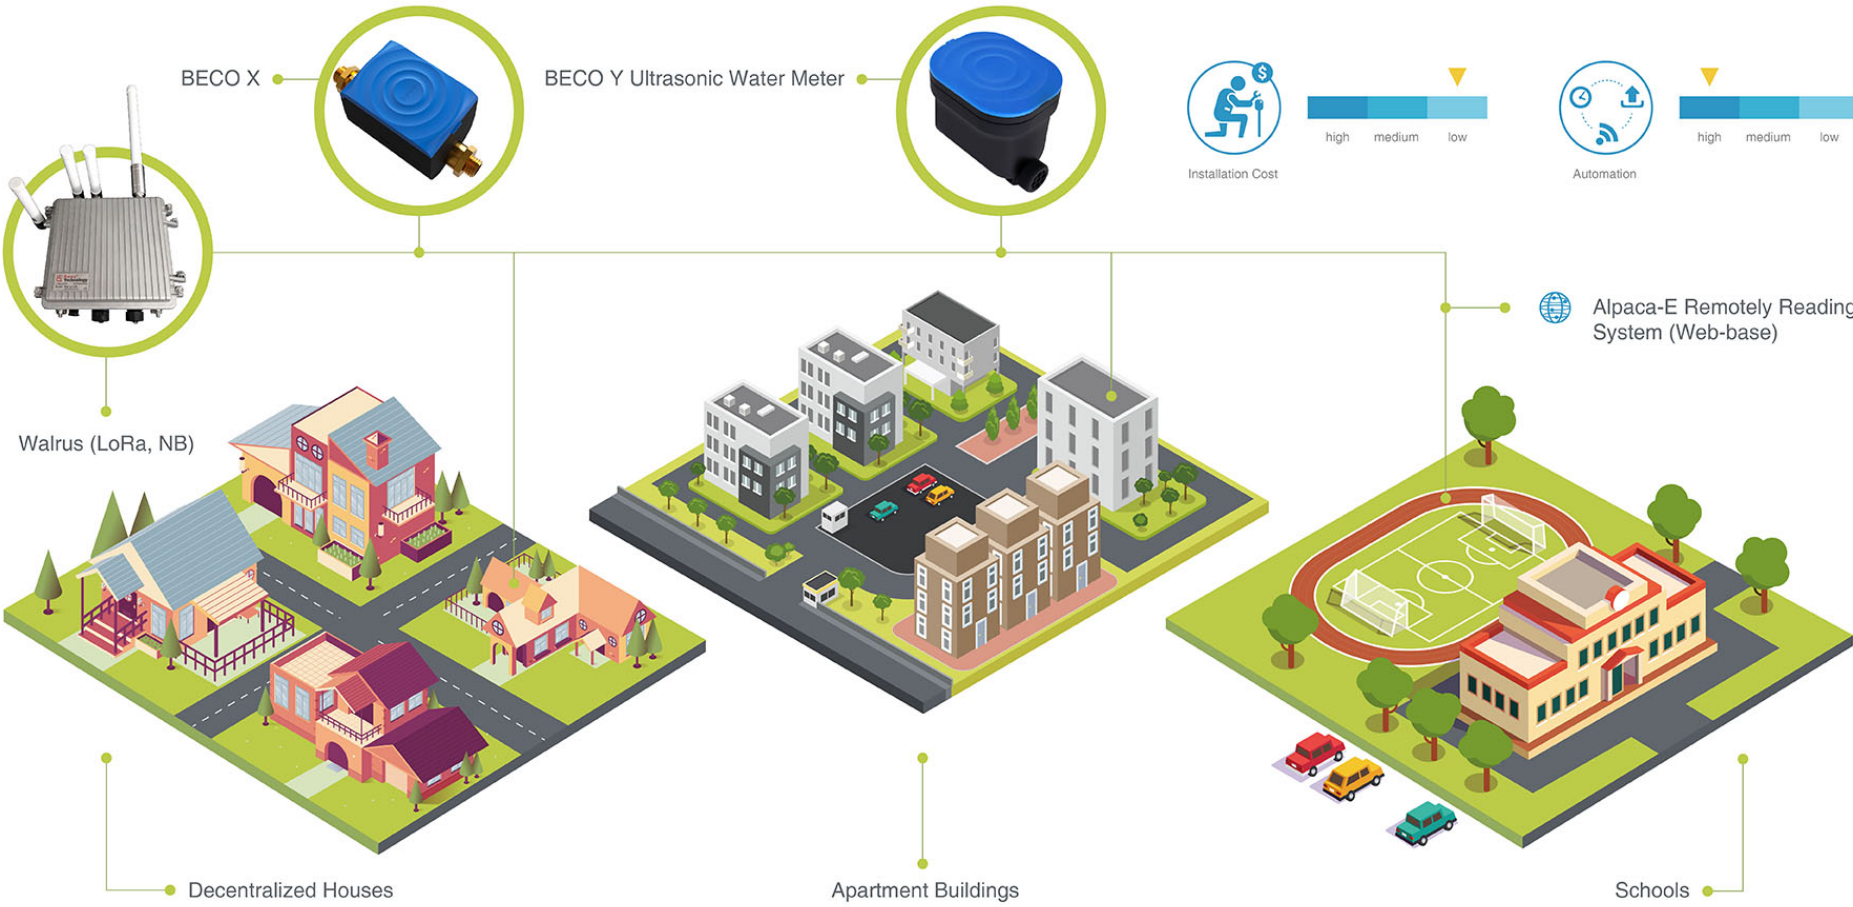 BECO X
BECO Y Ultrasonic Water Meter
$
high medium low
high medium low
Installation Cost
Automation
Technology
Alpaca-E Remotely Reading
System (Web-base)
Walrus (LoRa, NB)
Decentralized Houses
Apartment Buildings
Schools